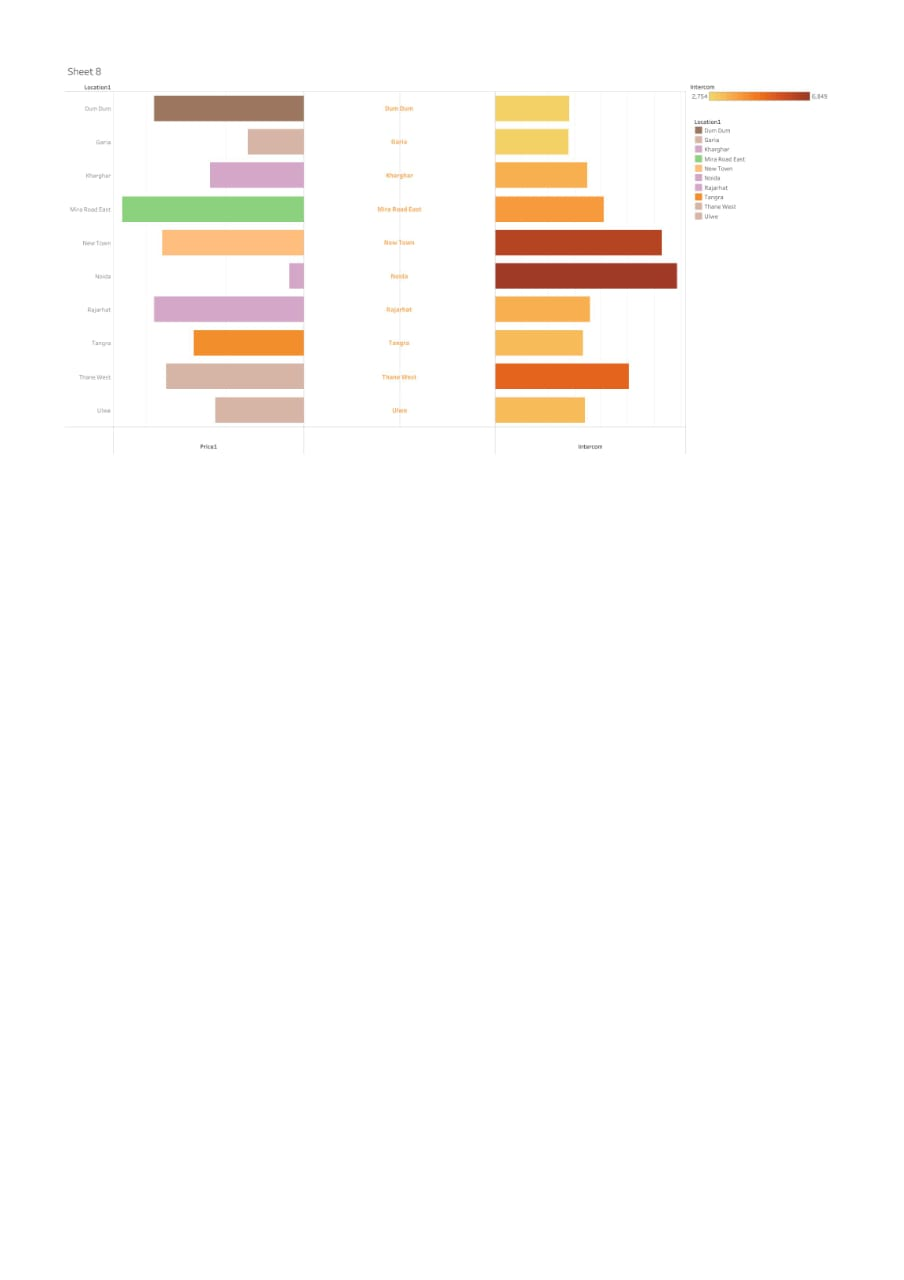 Sheet 8
Location1
Dum Dum Dum Dum
Garia Garia
Kharghar Kharghar
Mira Road East Mira Road East
New Town New Town
Noida Noida
Rajarhat Rajarhat
Tangra Tangra
Thane West Thane West
Ulwe Ulwe
Price1 Intercom
Intercom
2,754 6,849
Location1
Dum Dum
Garia
Kharghar
Mira Road East
New Town
Noida
Rajarhat
Tangra
Thane West
Ulwe